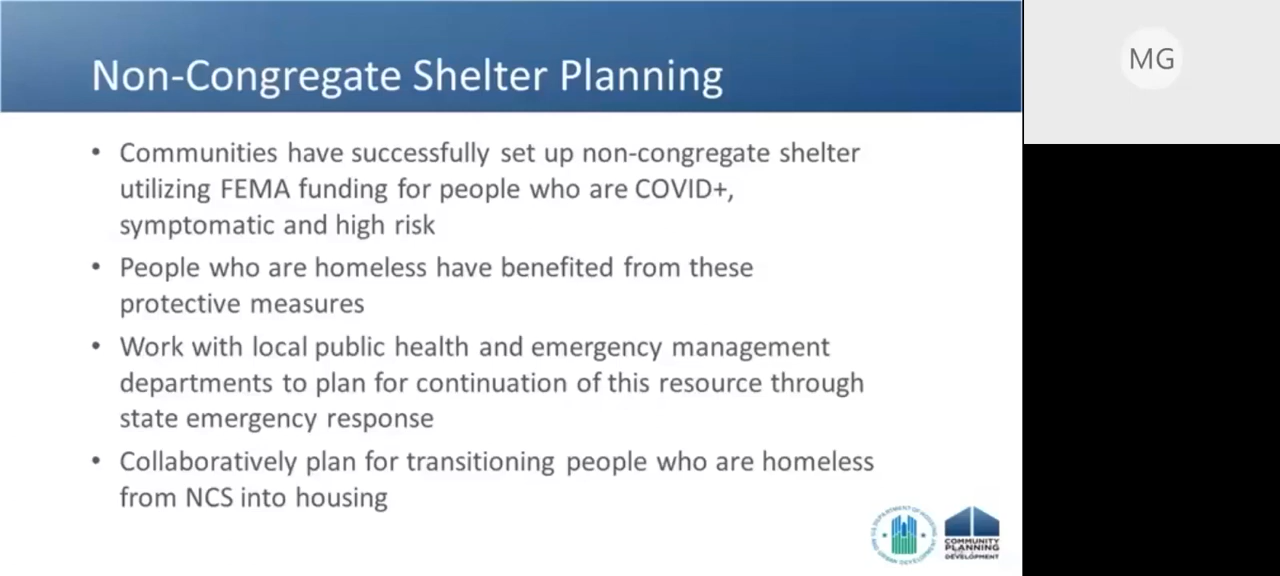 Non-Congregate Shelter Planning
MG
• Communities have successfully set up non-congregate shelter
utilizing FEMA funding for people who are COVID+,
symptomatic and high risk
• People who are homeless have benefited from these
protective measures
• Work with local public health and emergency management
departments to plan for continuation of this resource through
state emergency response
• Collaboratively plan for transitioning people who are homeless
from NCS into housing
COMMUNITY
PLANNING
DEVELOPMENT